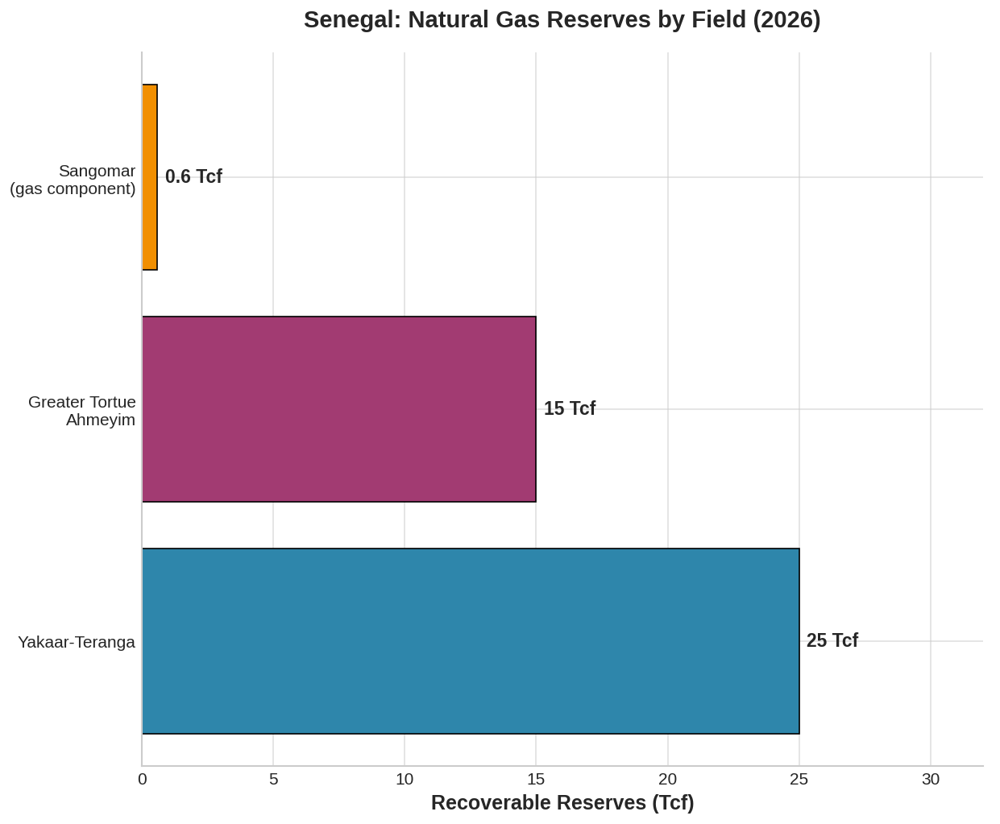 Senegal: Natural Gas Reserves by Field (2026)
Sangomar
(gas component)
0.6 Tcf
Greater Tortue
Ahmeyim
15 Tcf
Yakaar-Teranga
25 Tcf
0 5 10 15 20 25 30
Recoverable Reserves (Tcf)